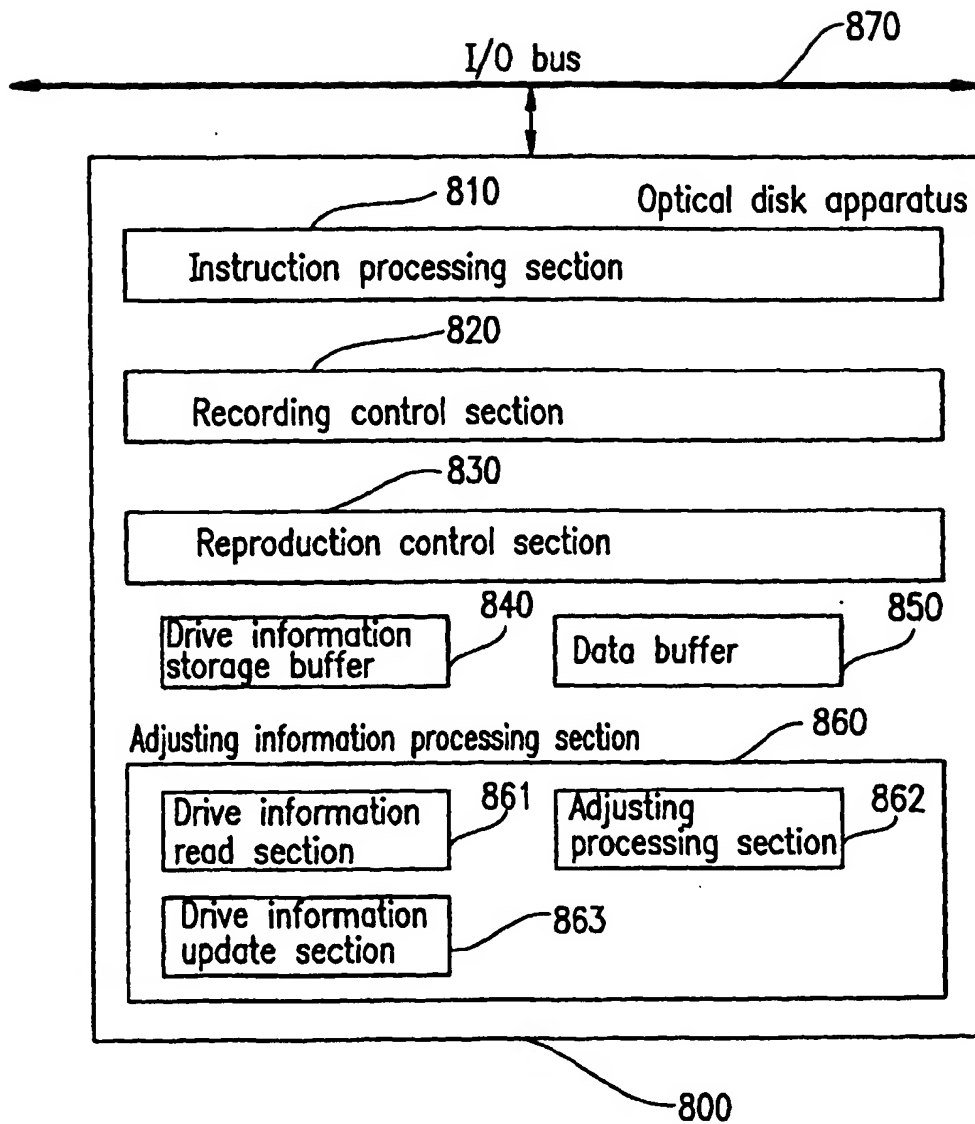 870
I/O bus
810
Optical disk apparatus
Instruction processing section
820
Recording control section
830
Reproduction control section
840
850
Drive information
storage buffer
Data buffer
860
Adjusting information processing section
861
862
Drive information
read section
Adjusting
processing section
Drive information
update section
863
800